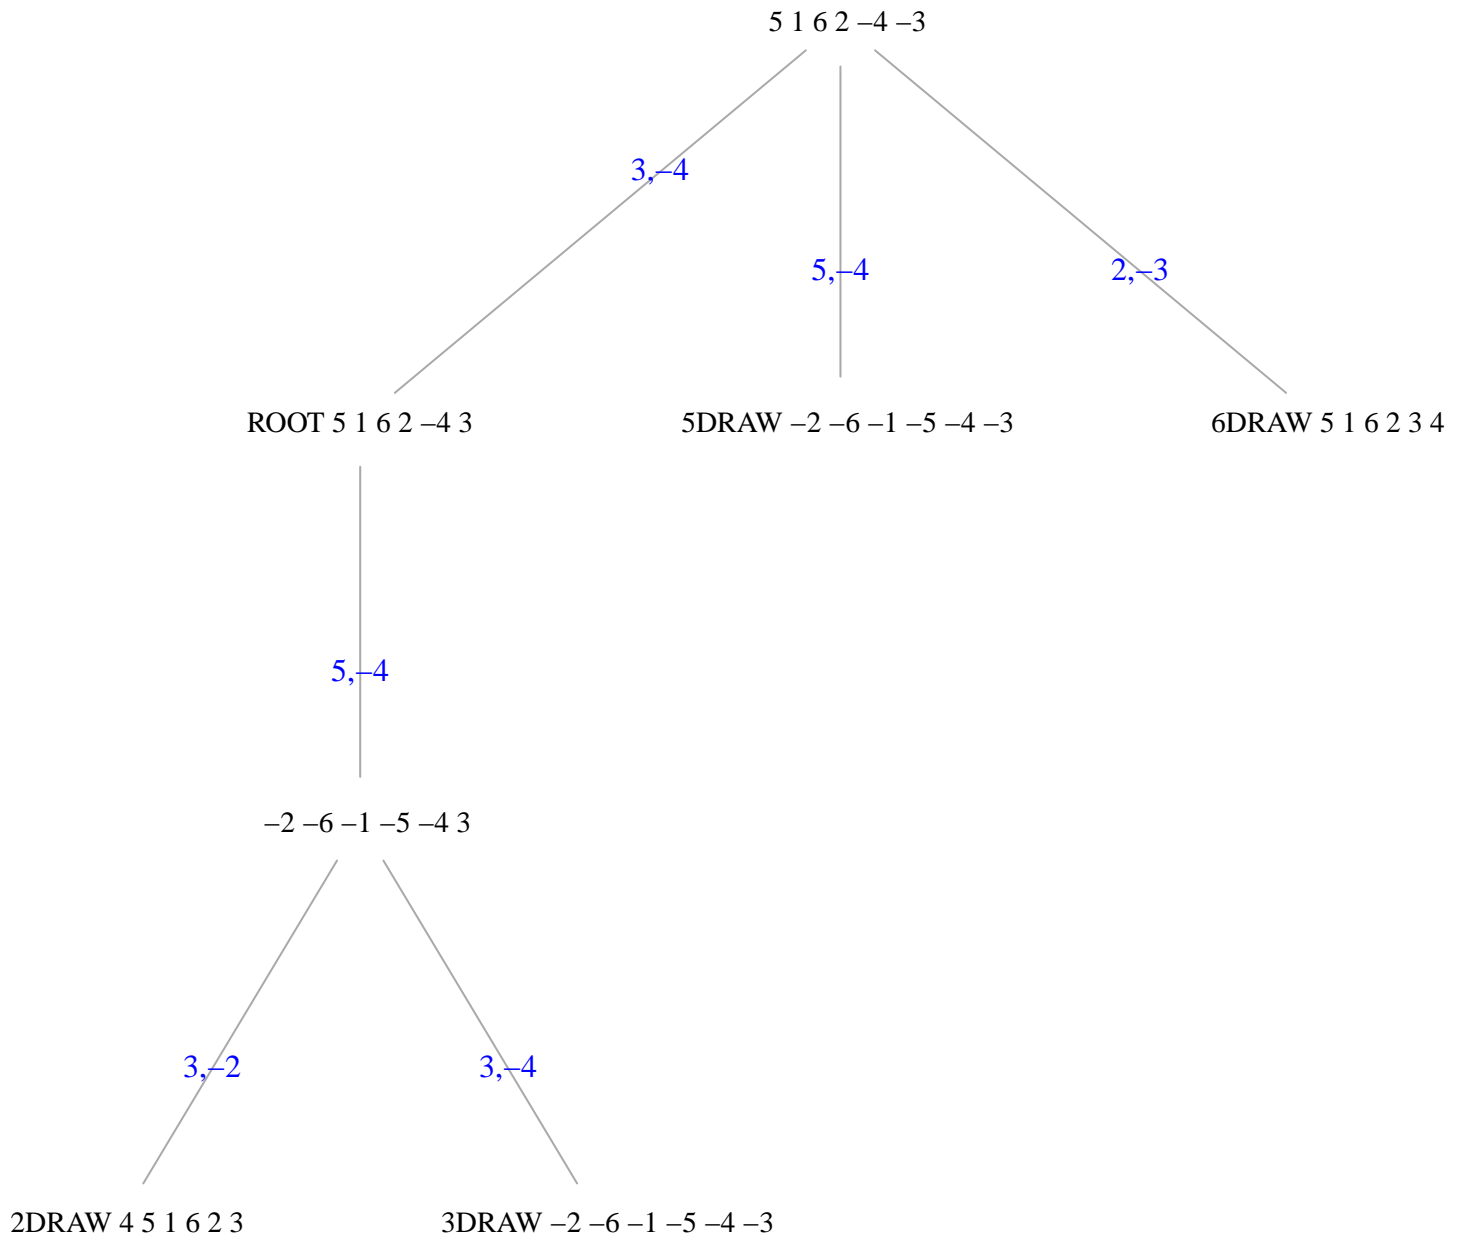 5 1 6 2 –4 –3
3,–4
5,–4
2,–3
ROOT 5 1 6 2 –4 3
5DRAW –2 –6 –1 –5 –4 –3
6DRAW 5 1 6 2 3 4
5,–4
–2 –6 –1 –5 –4 3
3,–2
3,–4
2DRAW 4 5 1 6 2 3
3DRAW –2 –6 –1 –5 –4 –3